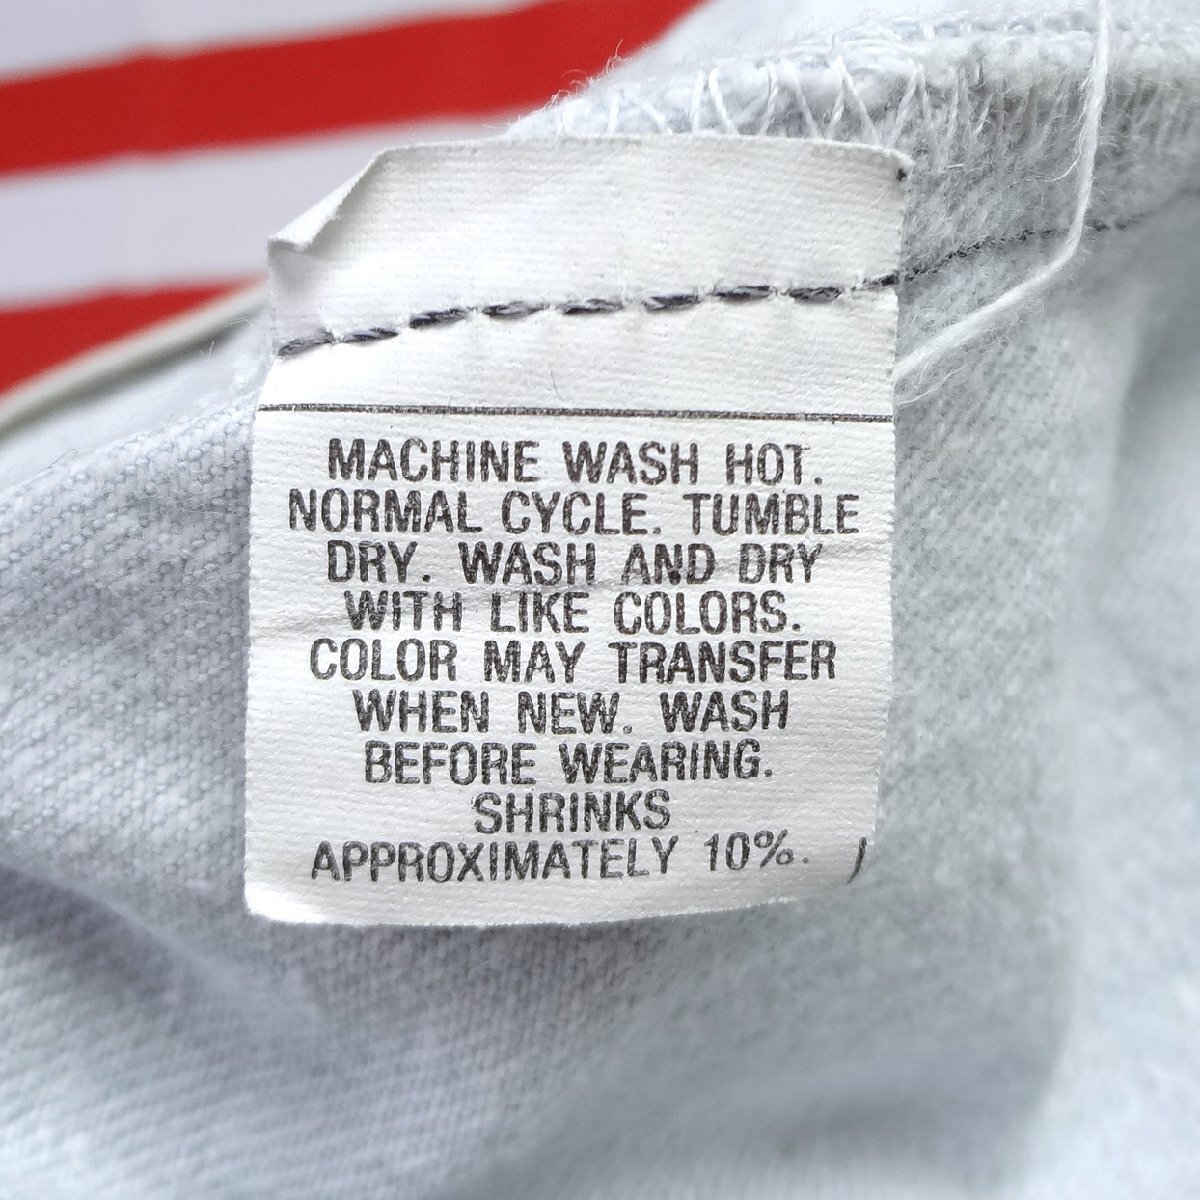 MACHINE WASH HOT.
NORMAL CYCLE. TUMBLE
DRY. WASH AND DRY
WITH LIKE COLORS.
COLOR MAY TRANSFER
WHEN NEW. WASH
BEFORE WEARING.
SHRINKS
APPROXIMATELY 10%.